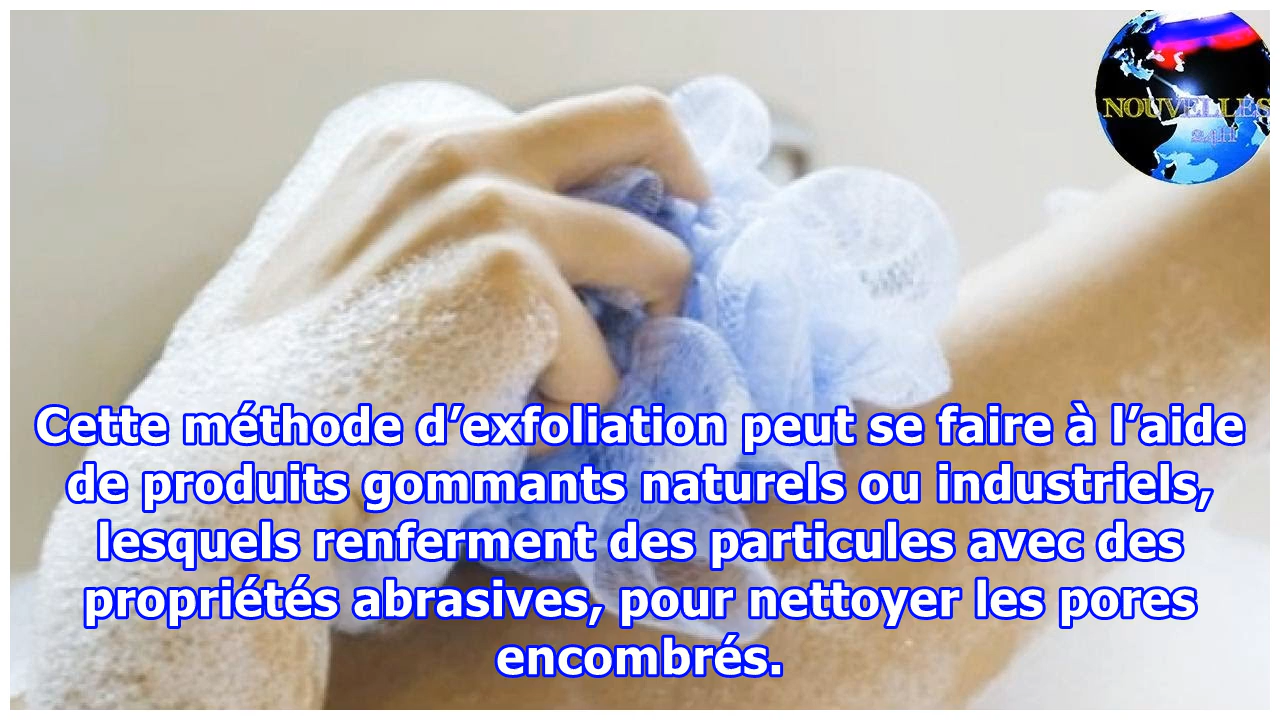 NOUVELLES
24H
Cette méthode d’exfoliation peut se faire à l’aide
de produits gommants naturels ou industriels,
lesquels renferment des particules avec des
propriétés abrasives, pour nettoyer les pores
encombrés.